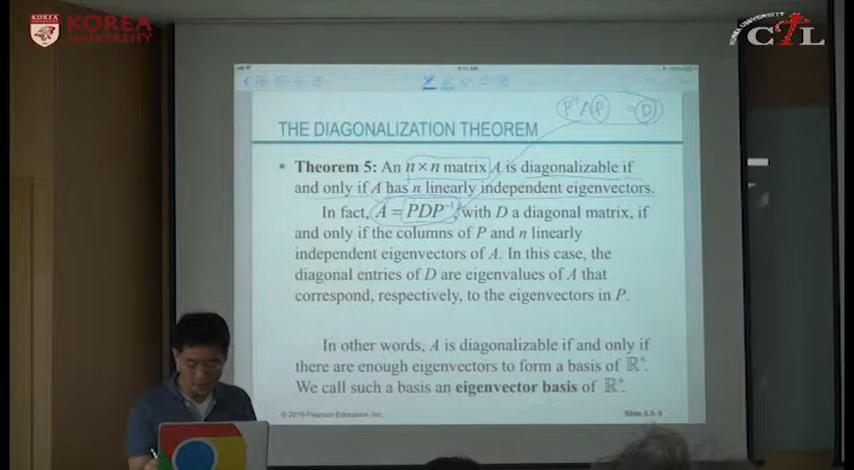 KOREA
UNIVERSITY
KOREA UNIVERSITY
CTL
P⁻¹AP = D
THE DIAGONALIZATION THEOREM
▪ Theorem 5: An n × n matrix A is diagonalizable if
and only if A has n linearly independent eigenvectors.
In fact, A = PDP⁻¹, with D a diagonal matrix, if
and only if the columns of P and n linearly
independent eigenvectors of A. In this case, the
diagonal entries of D are eigenvalues of A that
correspond, respectively, to the eigenvectors in P.
In other words, A is diagonalizable if and only if
there are enough eigenvectors to form a basis of ℝⁿ.
We call such a basis an eigenvector basis of ℝⁿ.
© 2016 Pearson Education, Inc.
Slide 5.3- 5